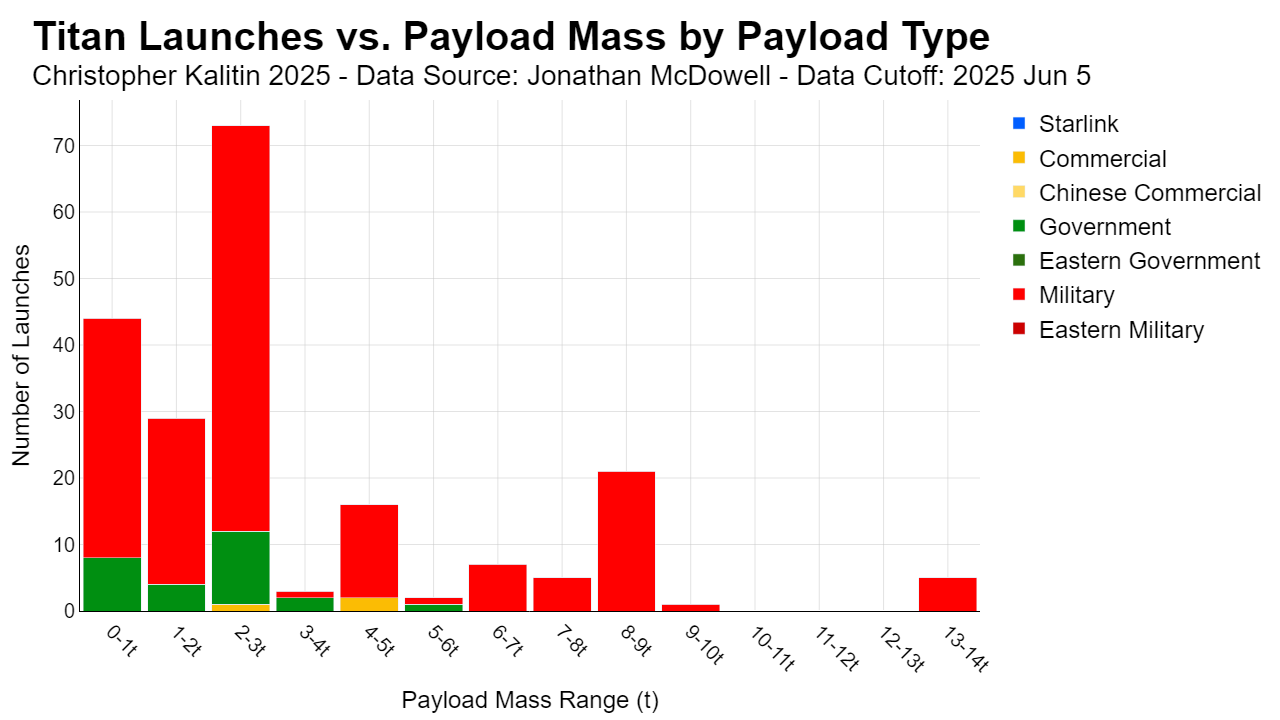 Titan Launches vs. Payload Mass by Payload Type
Christopher Kalitin 2025 - Data Source: Jonathan McDowell - Data Cutoff: 2025 Jun 5
Starlink
Commercial
Chinese Commercial
Government
Eastern Government
Military
Eastern Military
Number of Launches
70
60
50
40
30
20
10
0
0-1t
1-2t
2-3t
3-4t
4-5t
5-6t
6-7t
7-8t
8-9t
9-10t
10-11t
11-12t
12-13t
13-14t
Payload Mass Range (t)